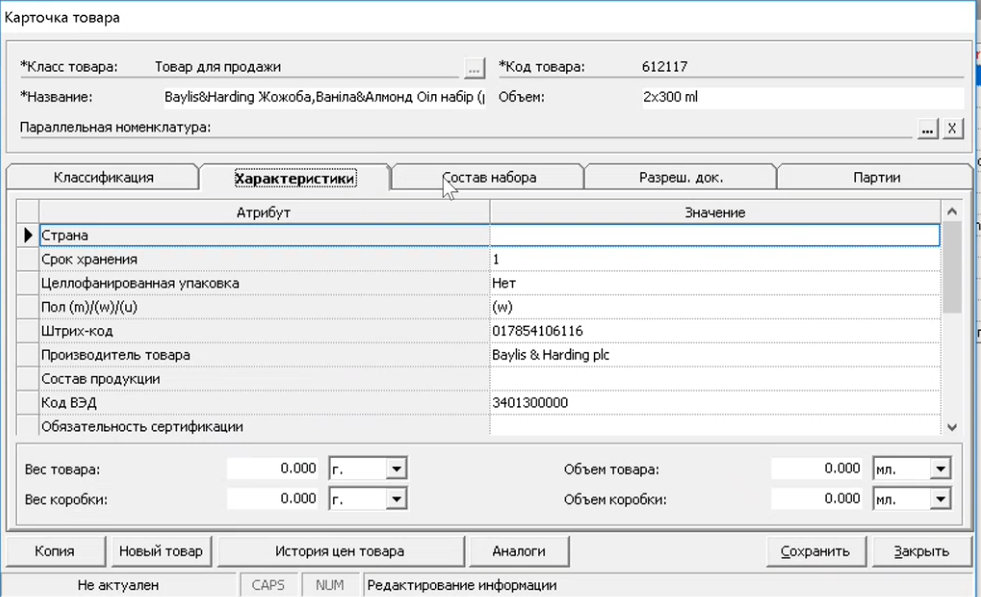 Карточка товара
*Класс товара: Товар для продажи ... *Код товара: 612117
*Название: Baylis&Harding Жожоба,Ваніла&Алмонд Оіл набір ( Объем: 2x300 ml
Параллельная номенклатура: ... X
Классификация Характеристики Состав набора Разреш. док. Партии
Атрибут Значение
Страна
Срок хранения 1
Целлофанированная упаковка Нет
Пол (m)/(w)/(u) (w)
Штрих-код 017854106116
Производитель товара Baylis & Harding plc
Состав продукции
Код ВЭД 3401300000
Обязательность сертификации
Вес товара: 0.000 г. Объем товара: 0.000 мл.
Вес коробки: 0.000 г. Объем коробки: 0.000 мл.
Копия Новый товар История цен товара Аналоги Сохранить Закрыть
Не актуален CAPS NUM Редактирование информации